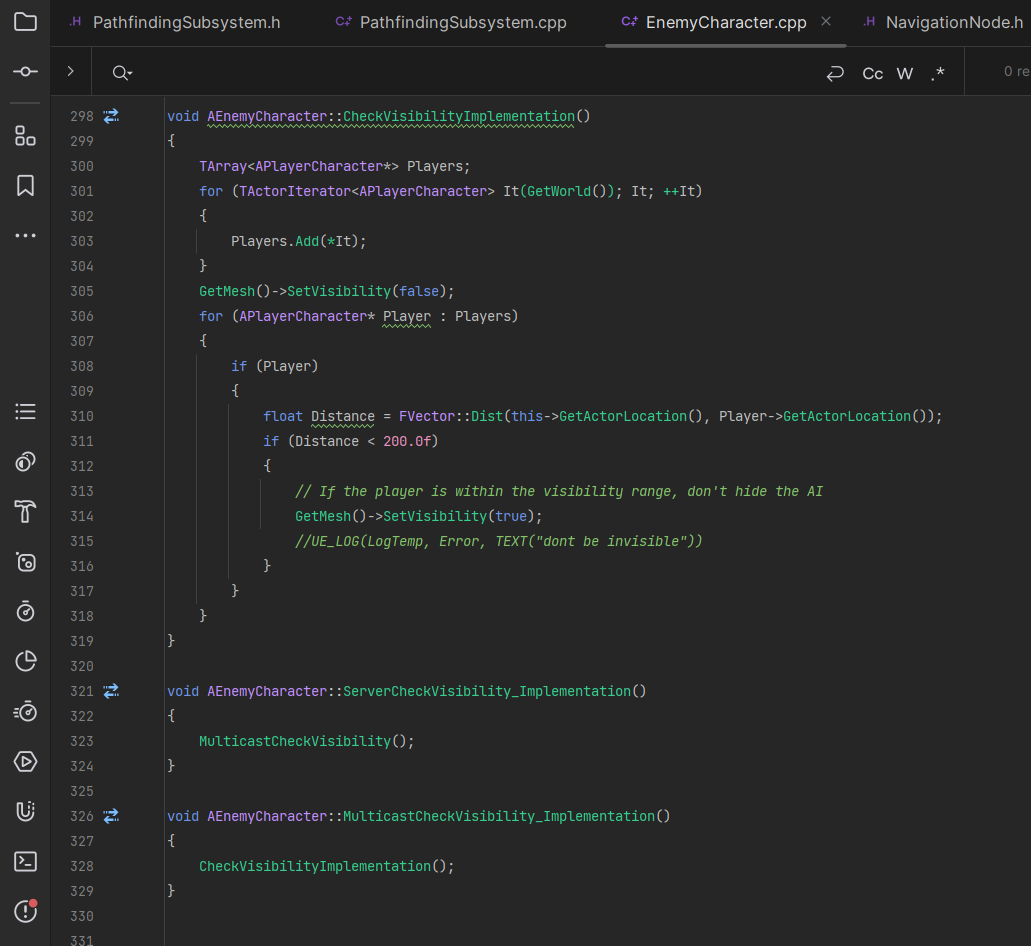 .H PathfindingSubsystem.h C++ PathfindingSubsystem.cpp C++ EnemyCharacter.cpp × .H NavigationNode.h
Cc W .* 0 re
298 void AEnemyCharacter::CheckVisibilityImplementation()
299 {
300 TArray<APlayerCharacter*> Players;
301 for (TActorIterator<APlayerCharacter> It(GetWorld()); It; ++It)
302 {
303 Players.Add(*It);
304 }
305 GetMesh()->SetVisibility(false);
306 for (APlayerCharacter* Player : Players)
307 {
308 if (Player)
309 {
310 float Distance = FVector::Dist(this->GetActorLocation(), Player->GetActorLocation());
311 if (Distance < 200.0f)
312 {
313 // If the player is within the visibility range, don't hide the AI
314 GetMesh()->SetVisibility(true);
315 //UE_LOG(LogTemp, Error, TEXT("dont be invisible"))
316 }
317 }
318 }
319 }
320
321 void AEnemyCharacter::ServerCheckVisibility_Implementation()
322 {
323 MulticastCheckVisibility();
324 }
325
326 void AEnemyCharacter::MulticastCheckVisibility_Implementation()
327 {
328 CheckVisibilityImplementation();
329 }
330
331